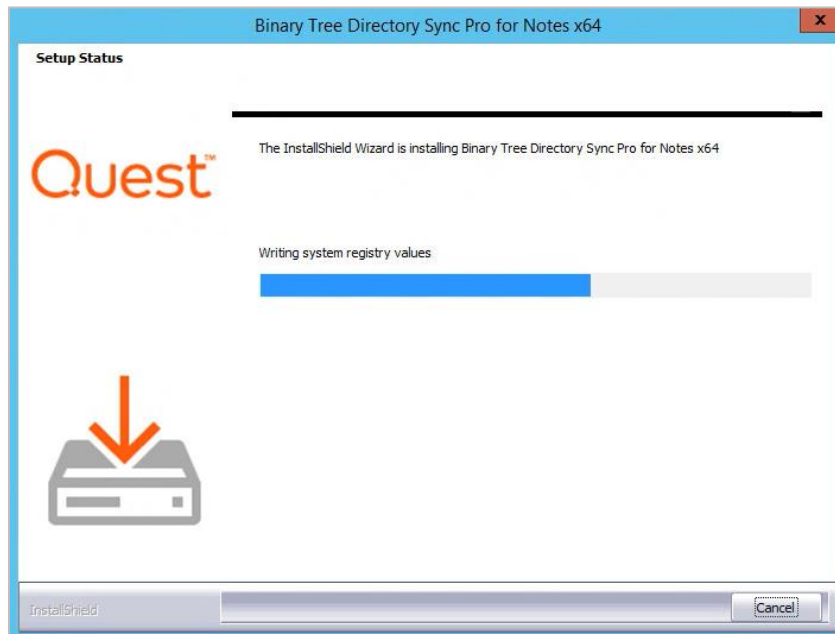 Binary Tree Directory Sync Pro for Notes x64
x
Setup Status
Quest™
The InstallShield Wizard is installing Binary Tree Directory Sync Pro for Notes x64
Writing system registry values
InstallShield
Cancel